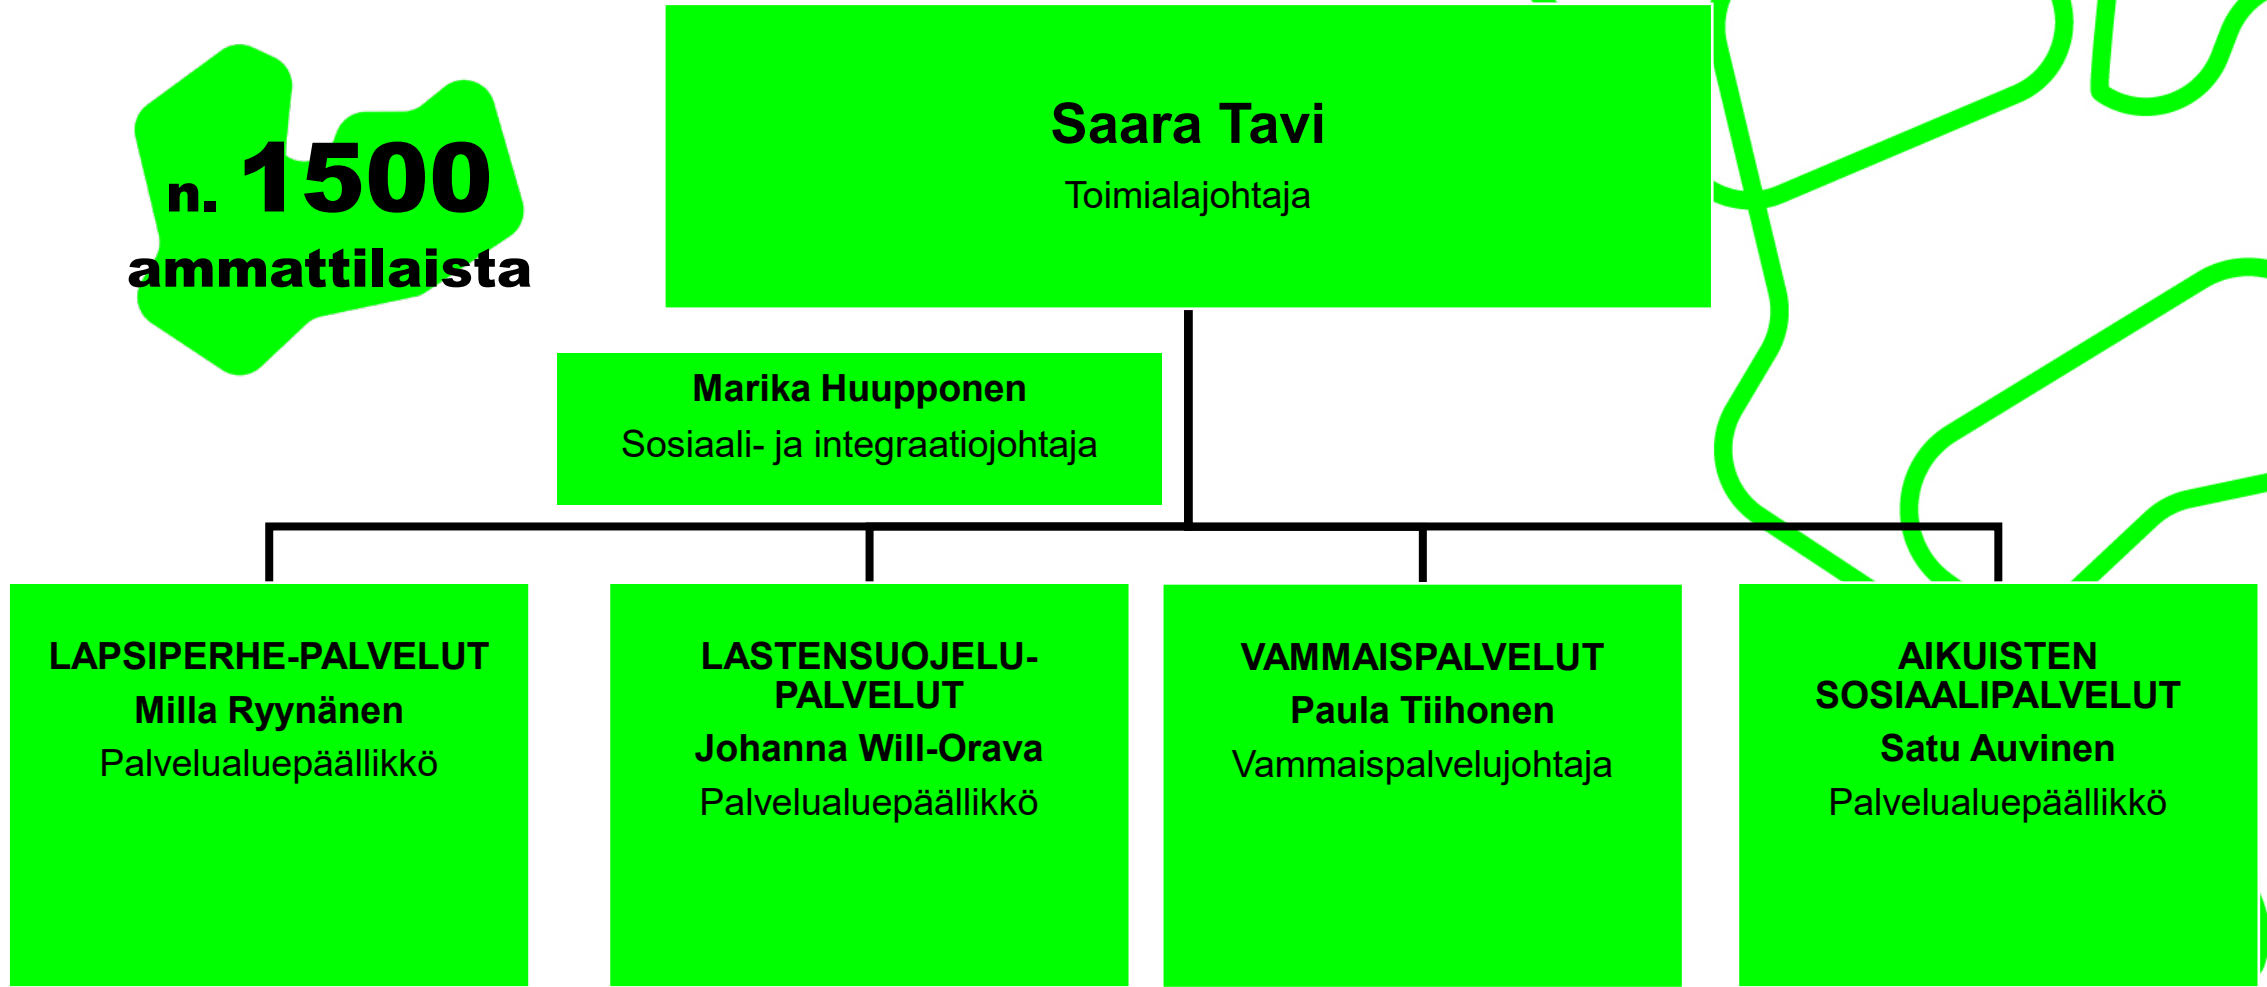 n. 1500
ammattilaista
Saara Tavi
Toimialajohtaja
Marika Huupponen
Sosiaali- ja integraatiojohtaja
LAPSIPERHE-PALVELUT
Milla Ryynänen
Palvelualuepäällikkö
LASTENSUOJELU-
PALVELUT
Johanna Will-Orava
Palvelualuepäällikkö
VAMMAISPALVELUT
Paula Tiihonen
Vammaispalvelujohtaja
AIKUISTEN
SOSIAALIPALVELUT
Satu Auvinen
Palvelualuepäällikkö